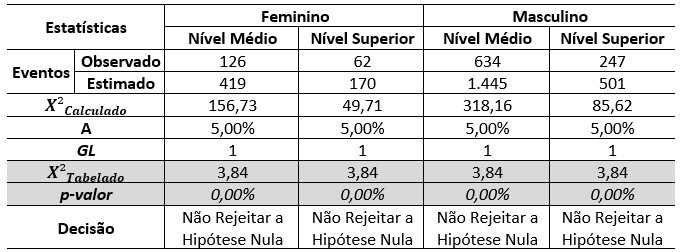 Estatísticas Feminino Masculino
Nível Médio Nível Superior Nível Médio Nível Superior
Eventos Observado 126 62 634 247
Estimado 419 170 1.445 501
X²Calculado 156,73 49,71 318,16 85,62
A 5,00% 5,00% 5,00% 5,00%
GL 1 1 1 1
X²Tabelado 3,84 3,84 3,84 3,84
p-valor 0,00% 0,00% 0,00% 0,00%
Decisão Não Rejeitar a Hipótese Nula Não Rejeitar a Hipótese Nula Não Rejeitar a Hipótese Nula Não Rejeitar a Hipótese Nula